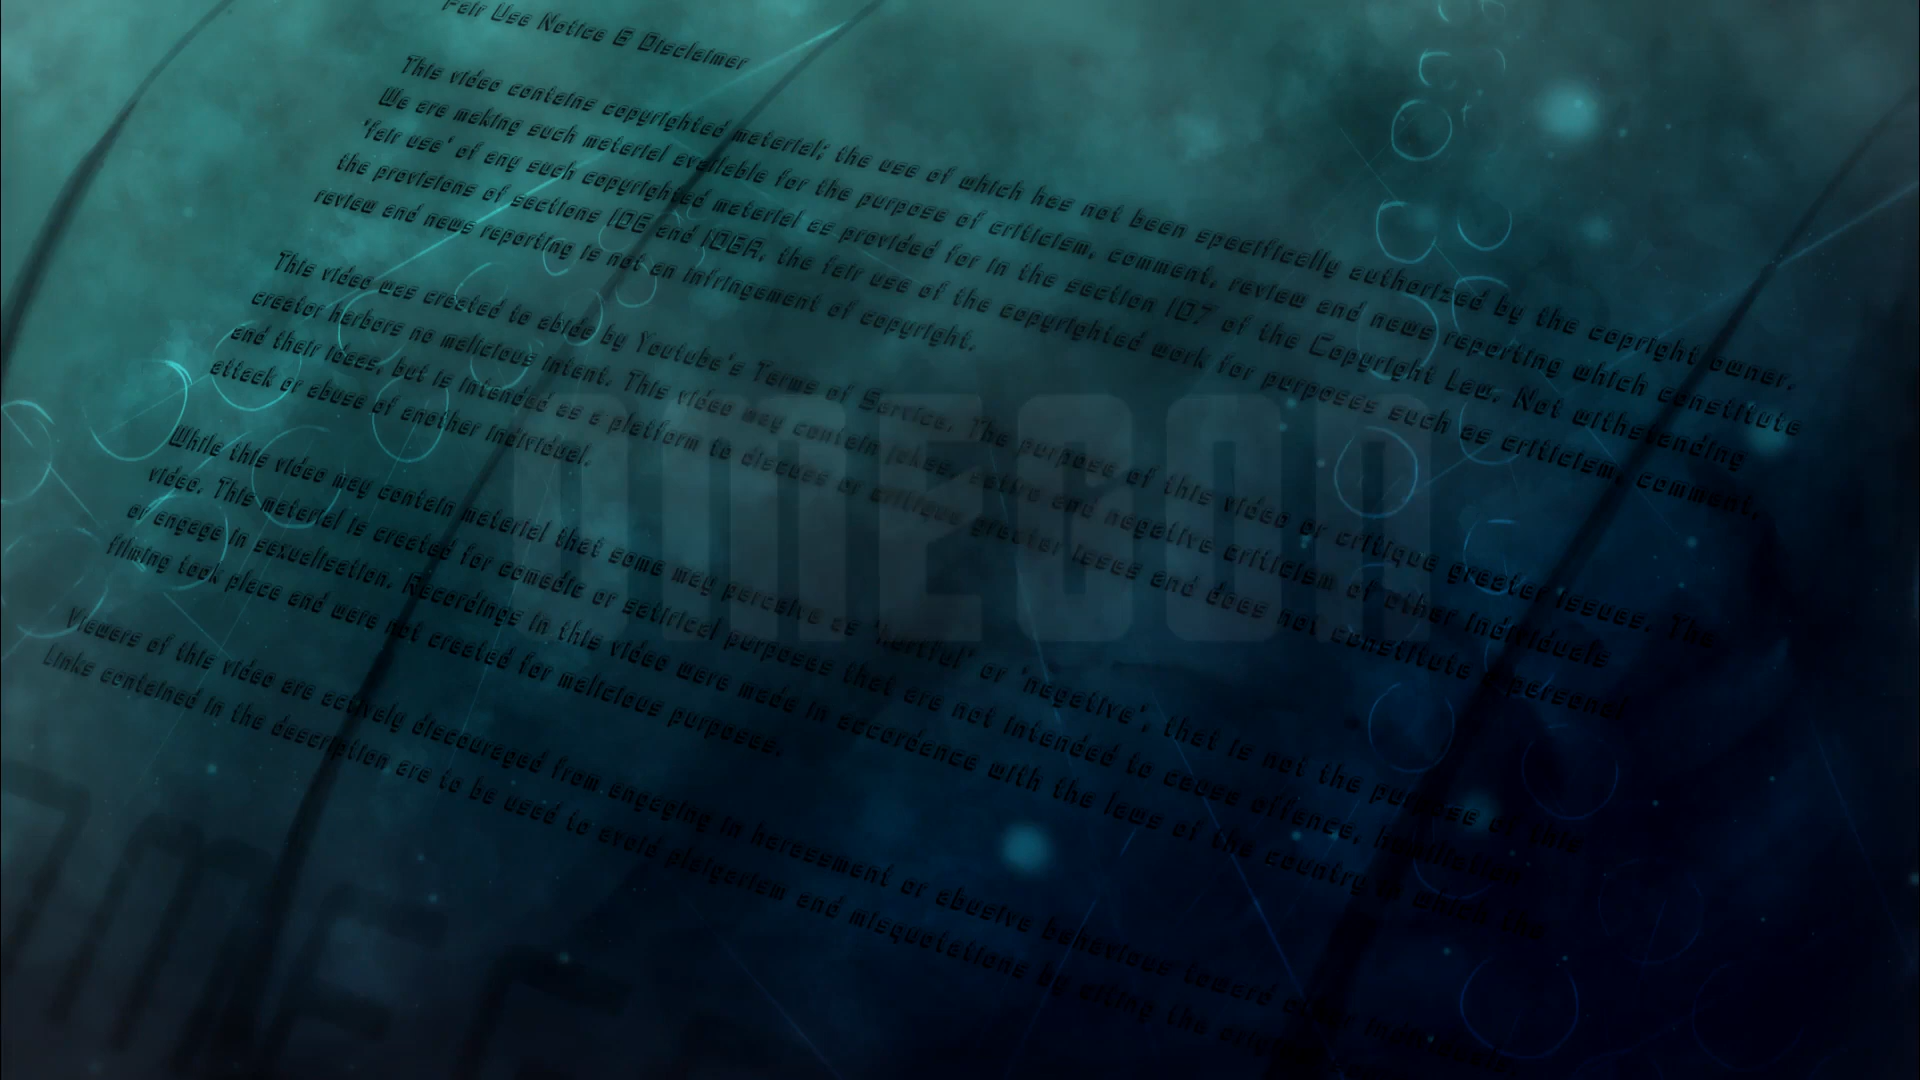 Fair Use Notice & Disclaimer
This video contains copyrighted material; the use of which has not been specifically authorized by the copright owner.
We are making such material available for the purpose of criticism, comment, review and news reporting which constitute
'fair use' of any such copyrighted material as provided for in the section 107 of the Copyright Law. Not withstanding
the provisions of sections 106 and 106A, the fair use of the copyrighted work for purposes such as criticism, comment,
review and news reporting is not an infringement of copyright.
This video was created to abide by Youtube's Terms of Service. The purpose of this video or critique greater issues. The
creator harbors no malicious intent. This video may contain jokes, satire and negative criticism of other individuals
and their ideas, but is intended as a platform to discuss or critique greater isses and does not constitute a personal
attack or abuse of another individual.
While this video may contain material that some may perceive as 'hurtful' or 'negative', that is not the purpose of this
video. This material is created for comedic or satirical purposes that are not intended to cause offence, humiliation
or engage in sexualisation. Recordings in this video were made in accordance with the laws of the country in which the
filming took place and were not created for malicious purposes.
Viewers of this video are actively discouraged from engaging in harassment or abusive behaviour toward other individuals.
Links contained in the description are to be used to avoid plaigarism and misquotations by citing the